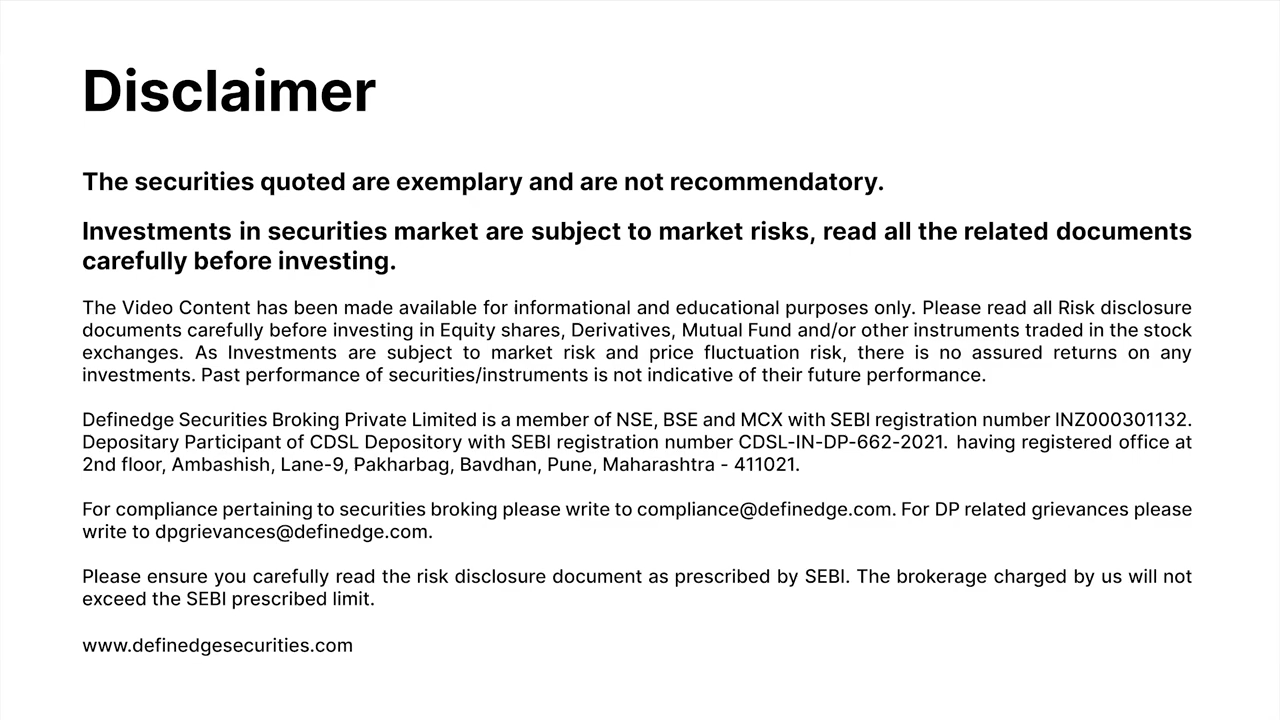 Disclaimer
The securities quoted are exemplary and are not recommendatory.
Investments in securities market are subject to market risks, read all the related documents
carefully before investing.
The Video Content has been made available for informational and educational purposes only. Please read all Risk disclosure
documents carefully before investing in Equity shares, Derivatives, Mutual Fund and/or other instruments traded in the stock
exchanges. As Investments are subject to market risk and price fluctuation risk, there is no assured returns on any
investments. Past performance of securities/instruments is not indicative of their future performance.
Definedge Securities Broking Private Limited is a member of NSE, BSE and MCX with SEBI registration number INZ000301132.
Depositary Participant of CDSL Depository with SEBI registration number CDSL-IN-DP-662-2021. having registered office at
2nd floor, Ambashish, Lane-9, Pakharbag, Bavdhan, Pune, Maharashtra - 411021.
For compliance pertaining to securities broking please write to compliance@definedge.com. For DP related grievances please
write to dpgrievances@definedge.com.
Please ensure you carefully read the risk disclosure document as prescribed by SEBI. The brokerage charged by us will not
exceed the SEBI prescribed limit.
www.definedgesecurities.com